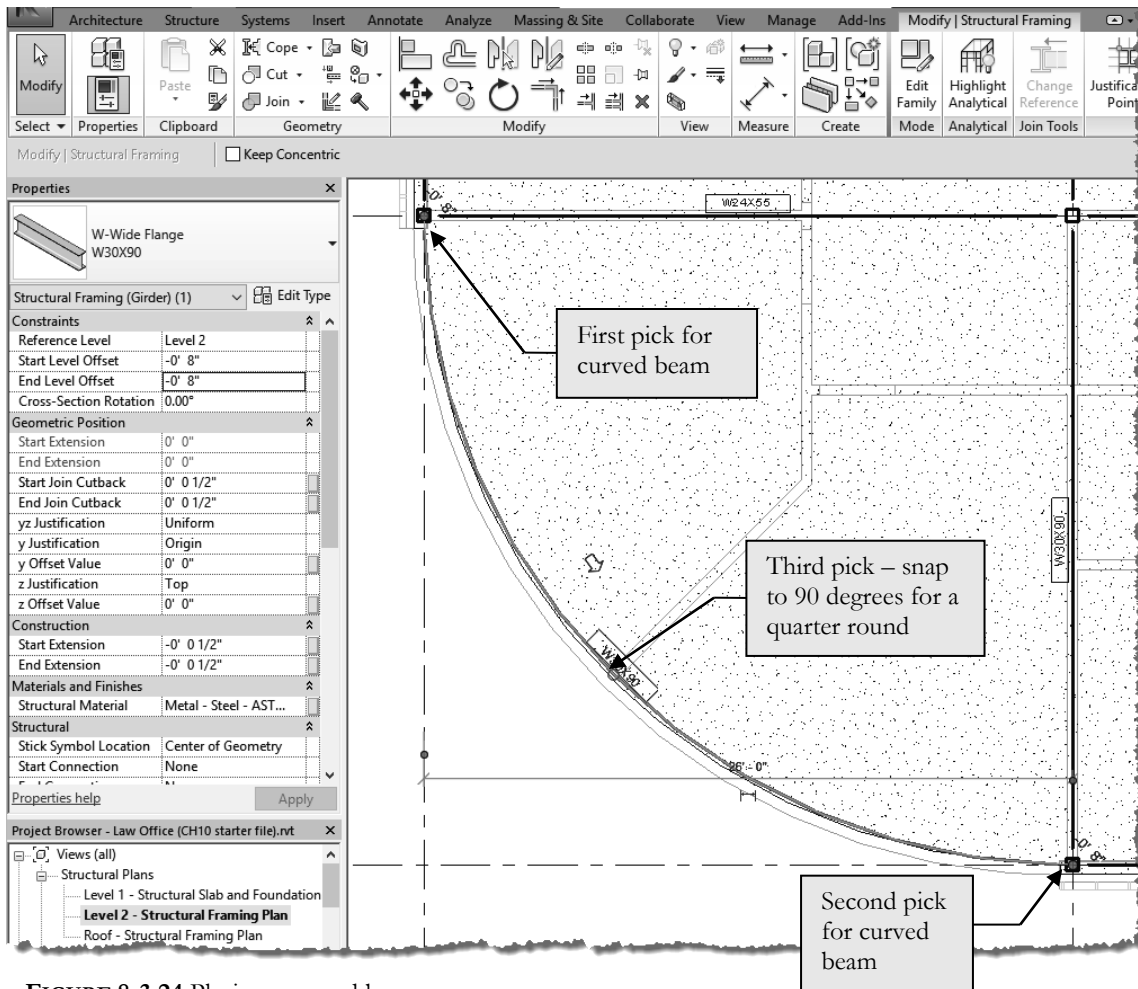 Architecture Structure Systems Insert Annotate Analyze Massing & Site Collaborate View Manage Add-Ins Modify | Structural Framing
Modify
Paste
Cope
Cut
Join
Edit Family
Highlight Analytical
Change Reference
Justifica
Point
Select Properties Clipboard Geometry Modify View Measure Create Mode Analytical Join Tools
Modify | Structural Framing Keep Concentric
Properties
W-Wide Flange
W30X90
Structural Framing (Girder) (1) Edit Type
Constraints
Reference Level Level 2
Start Level Offset -0' 8"
End Level Offset -0' 8"
Cross-Section Rotation 0.00°
Geometric Position
Start Extension 0' 0"
End Extension 0' 0"
Start Join Cutback 0' 0 1/2"
End Join Cutback 0' 0 1/2"
yz Justification Uniform
y Justification Origin
y Offset Value 0' 0"
z Justification Top
z Offset Value 0' 0"
Construction
Start Extension -0' 0 1/2"
End Extension -0' 0 1/2"
Materials and Finishes
Structural Material Metal - Steel - AST...
Structural
Stick Symbol Location Center of Geometry
Start Connection None
Properties help Apply
Project Browser - Law Office (CH10 starter file).rvt
Views (all)
Structural Plans
Level 1 - Structural Slab and Foundation
Level 2 - Structural Framing Plan
Roof - Structural Framing Plan
-0' 8"
W24X55
First pick for
curved beam
W30X90
Third pick – snap
to 90 degrees for a
quarter round
W30X90
26' - 0"
-0' 8"
Second pick
for curved
beam